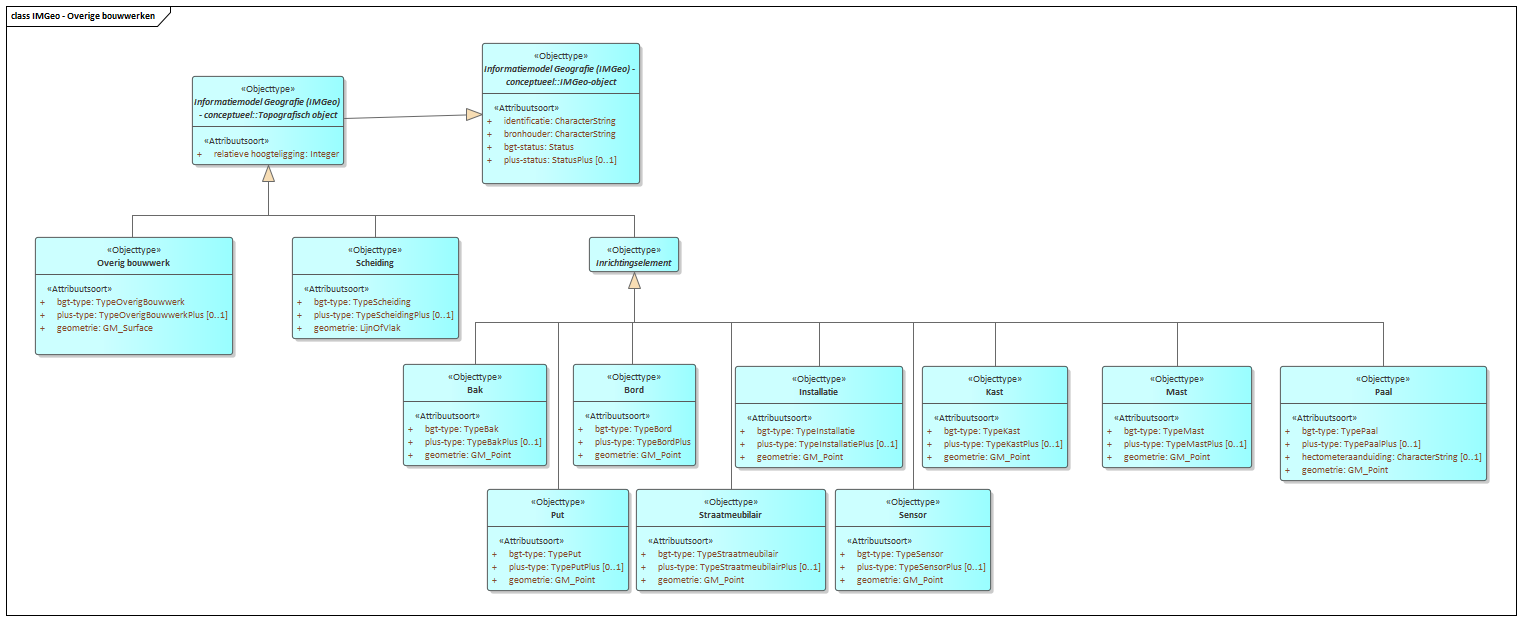 class IMGeo - Overige bouwwerken
«Objecttype»
Informatiemodel Geografie (IMGeo) -
conceptueel::IMGeo-object
«Attribuutsoort»
+ identificatie: CharacterString
+ bronhouder: CharacterString
+ bgt-status: Status
+ plus-status: StatusPlus [0..1]
«Objecttype»
Informatiemodel Geografie (IMGeo)
- conceptueel::Topografisch object
«Attribuutsoort»
+ relatieve hoogteligging: Integer
«Objecttype»
Overig bouwwerk
«Attribuutsoort»
+ bgt-type: TypeOverigBouwwerk
+ plus-type: TypeOverigBouwwerkPlus [0..1]
+ geometrie: GM_Surface
«Objecttype»
Scheiding
«Attribuutsoort»
+ bgt-type: TypeScheiding
+ plus-type: TypeScheidingPlus [0..1]
+ geometrie: LijnOfVlak
«Objecttype»
Inrichtingselement
«Objecttype»
Bak
«Attribuutsoort»
+ bgt-type: TypeBak
+ plus-type: TypeBakPlus [0..1]
+ geometrie: GM_Point
«Objecttype»
Bord
«Attribuutsoort»
+ bgt-type: TypeBord
+ plus-type: TypeBordPlus
+ geometrie: GM_Point
«Objecttype»
Installatie
«Attribuutsoort»
+ bgt-type: TypeInstallatie
+ plus-type: TypeInstallatiePlus [0..1]
+ geometrie: GM_Point
«Objecttype»
Kast
«Attribuutsoort»
+ bgt-type: TypeKast
+ plus-type: TypeKastPlus [0..1]
+ geometrie: GM_Point
«Objecttype»
Mast
«Attribuutsoort»
+ bgt-type: TypeMast
+ plus-type: TypeMastPlus [0..1]
+ geometrie: GM_Point
«Objecttype»
Paal
«Attribuutsoort»
+ bgt-type: TypePaal
+ plus-type: TypePaalPlus [0..1]
+ hectometeraanduiding: CharacterString [0..1]
+ geometrie: GM_Point
«Objecttype»
Put
«Attribuutsoort»
+ bgt-type: TypePut
+ plus-type: TypePutPlus [0..1]
+ geometrie: GM_Point
«Objecttype»
Straatmeubilair
«Attribuutsoort»
+ bgt-type: TypeStraatmeubilair
+ plus-type: TypeStraatmeubilairPlus [0..1]
+ geometrie: GM_Point
«Objecttype»
Sensor
«Attribuutsoort»
+ bgt-type: TypeSensor
+ plus-type: TypeSensorPlus [0..1]
+ geometrie: GM_Point